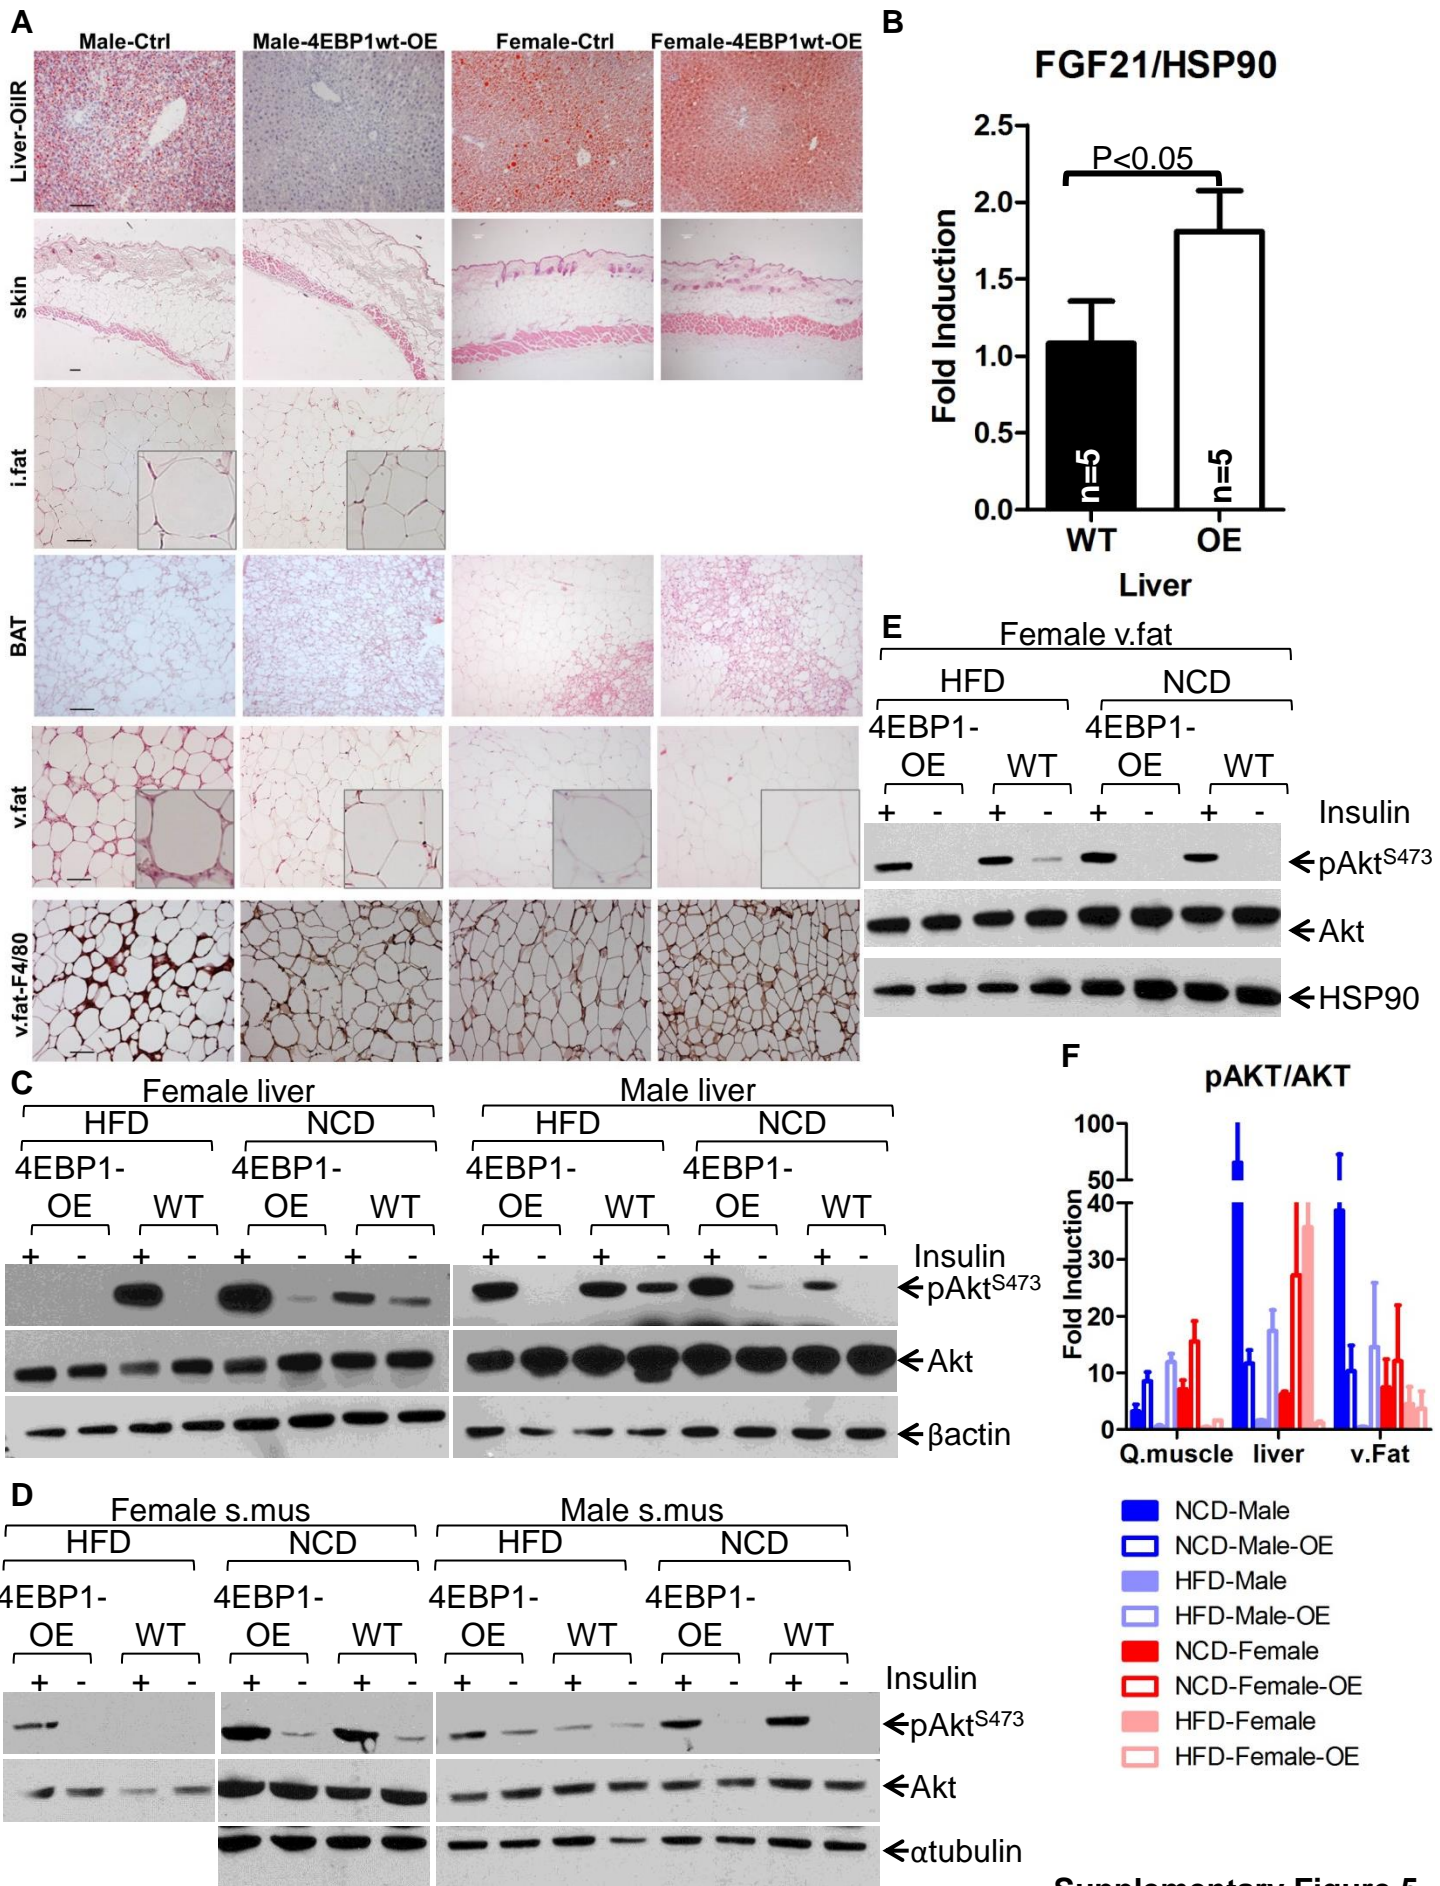 A
Male-Ctrl
Male-4EBP1wt-OE
Female-Ctrl
Female-4EBP1wt-OE
Liver-OilR
skin
i.fat
BAT
v.fat
v.fat-F4/80
B
FGF21/HSP90
Fold Induction
2.5
2.0
1.5
1.0
0.5
0.0
P<0.05
n=5
n=5
WT
OE
Liver
E
Female v.fat
HFD
NCD
4EBP1-
4EBP1-
OE
WT
OE
WT
+ - + - + - + -
Insulin
pAktS473
Akt
HSP90
C
Female liver
Male liver
HFD
NCD
HFD
NCD
4EBP1-
4EBP1-
4EBP1-
4EBP1-
OE
WT
OE
WT
OE
WT
OE
WT
+ - + - + - + -
+ - + - + - + -
Insulin
pAktS473
Akt
βactin
D
Female s.mus
Male s.mus
HFD
NCD
HFD
NCD
4EBP1-
4EBP1-
4EBP1-
4EBP1-
OE
WT
OE
WT
OE
WT
OE
WT
+ - + - + - + -
+ - + - + - + -
Insulin
pAktS473
Akt
αtubulin
F
pAKT/AKT
Fold Induction
100
50
40
30
20
10
0
Q.muscle
liver
v.Fat
NCD-Male
NCD-Male-OE
HFD-Male
HFD-Male-OE
NCD-Female
NCD-Female-OE
HFD-Female
HFD-Female-OE
Supplementary Figure 5